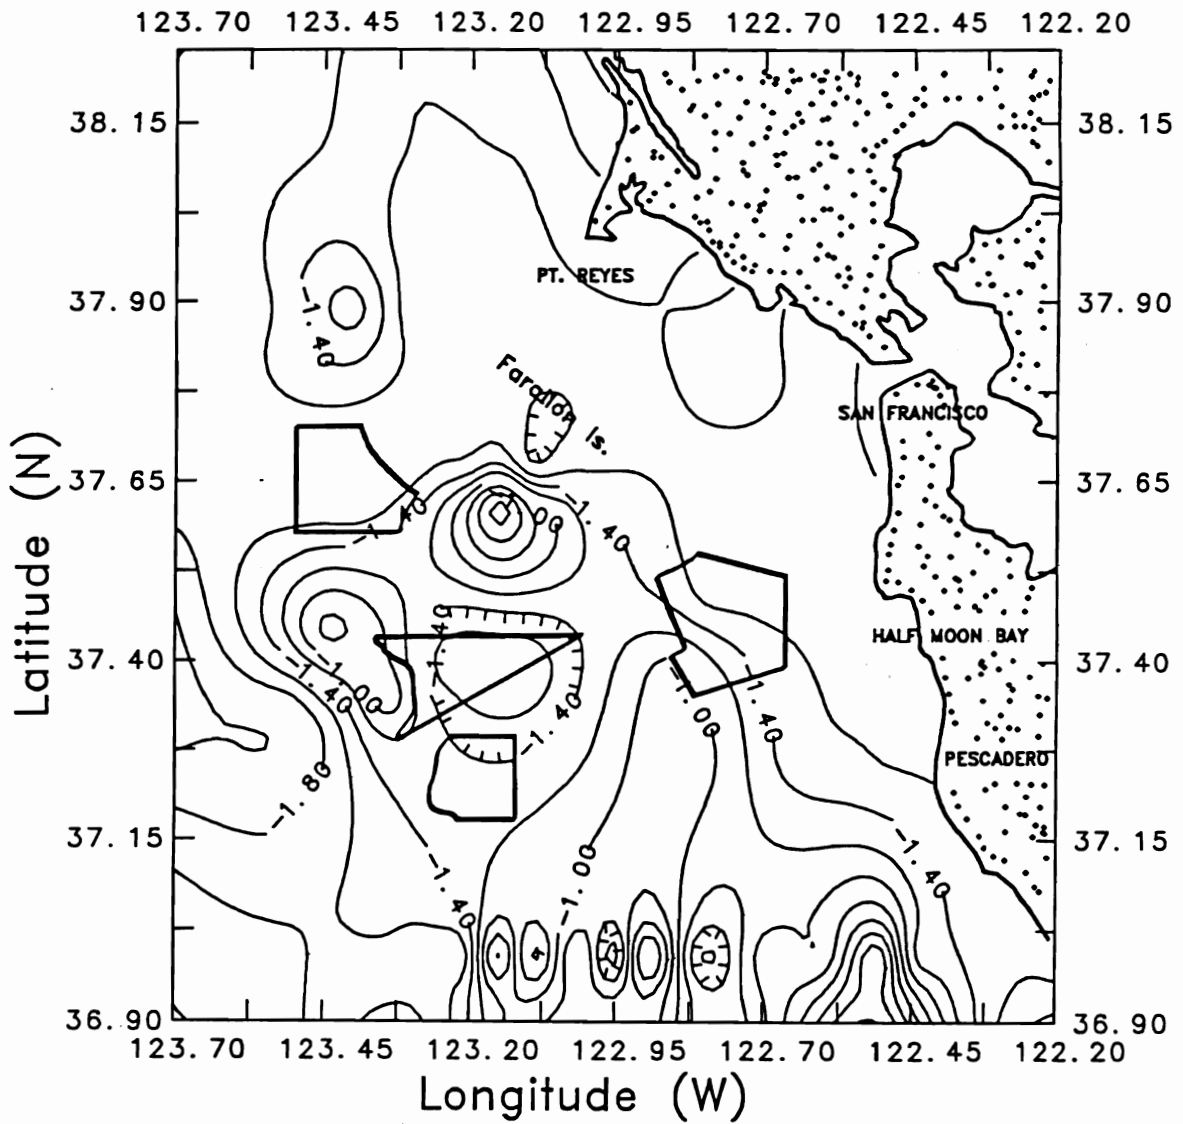 123.70 123.45 123.20 122.95 122.70 122.45 122.20
38.15 38.15
PT. REYES
37.90 37.90
-1.40
Farallon Is.
SAN FRANCISCO
37.65 37.65
-1.40
-1.00
-1.40
HALF MOON BAY
37.40 37.40
-1.40
-1.40
-1.00
-1.40
-1.00
-1.40
PESCADERO
-1.80
37.15 37.15
-1.40
-1.00
-1.40
36.90 36.90
123.70 123.45 123.20 122.95 122.70 122.45 122.20
Longitude (W)
Latitude (N)